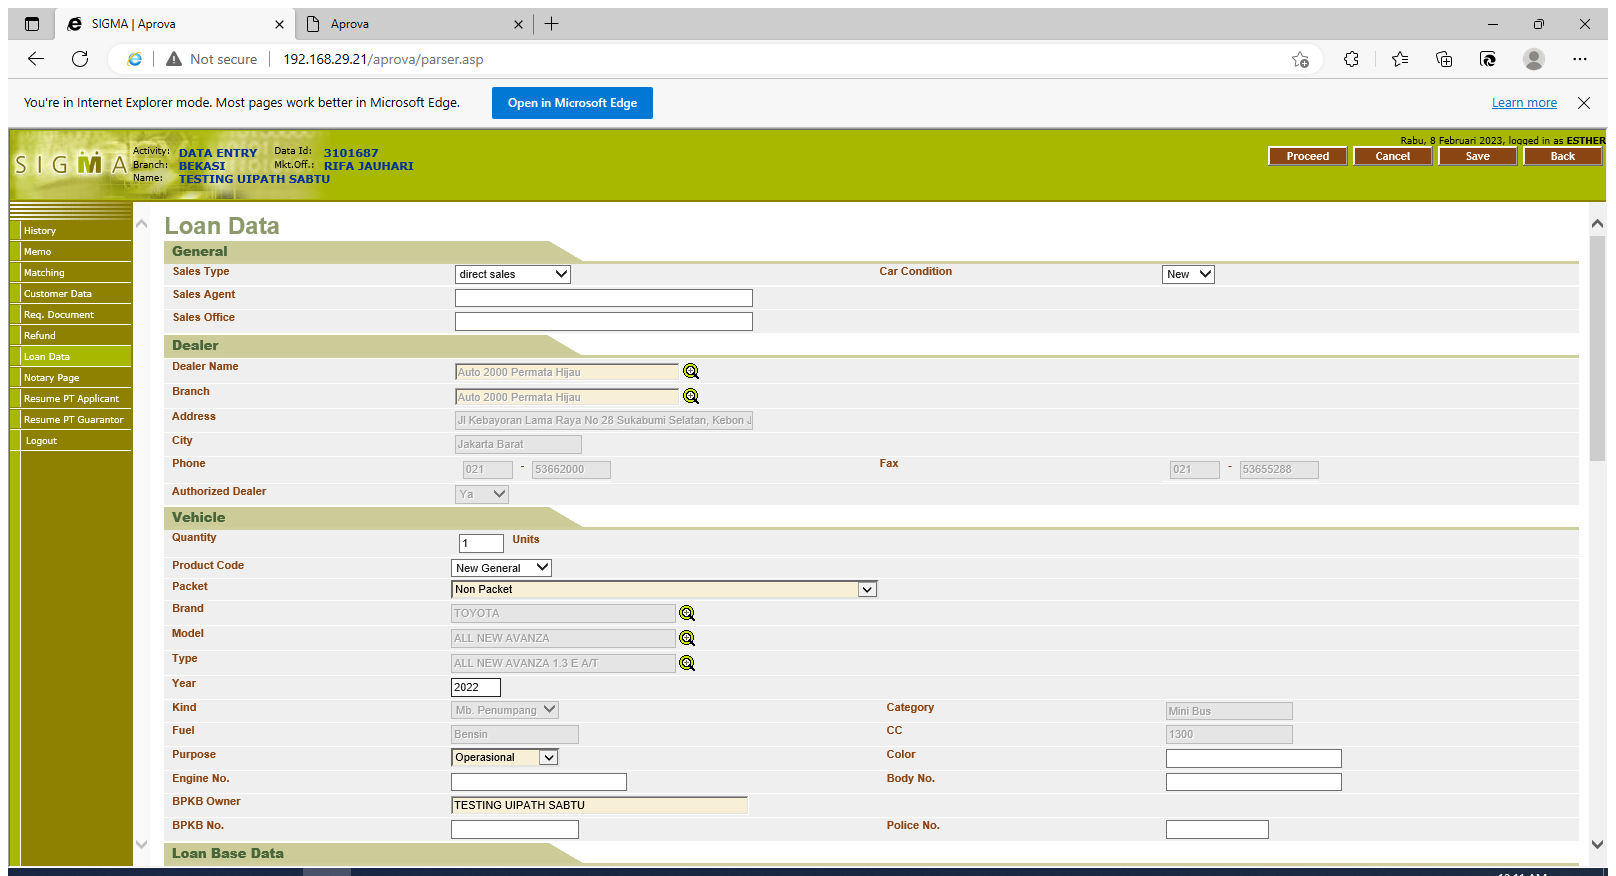 SIGMA | Aprova
Aprova
Not secure
192.168.29.21/aprova/parser.asp
You're in Internet Explorer mode. Most pages work better in Microsoft Edge.
Open in Microsoft Edge
Learn more
SIGMA
Activity: DATA ENTRY Data Id: 3101687
Branch: BEKASI Mkt.Off.: RIFA JAUHARI
Name: TESTING UIPATH SABTU
Rabu, 8 Februari 2023, logged in as ESTHER
Proceed Cancel Save Back
History
Memo
Matching
Customer Data
Req. Document
Refund
Loan Data
Notary Page
Resume PT Applicant
Resume PT Guarantor
Logout
Loan Data
General
Sales Type direct sales Car Condition New
Sales Agent
Sales Office
Dealer
Dealer Name Auto 2000 Permata Hijau
Branch Auto 2000 Permata Hijau
Address Jl Kebayoran Lama Raya No 28 Sukabumi Selatan, Kebon J
City Jakarta Barat
Phone 021 - 53662000 Fax 021 - 53655288
Authorized Dealer Ya
Vehicle
Quantity 1 Units
Product Code New General
Packet Non Packet
Brand TOYOTA
Model ALL NEW AVANZA
Type ALL NEW AVANZA 1.3 E A/T
Year 2022
Kind Mb. Penumpang Category Mini Bus
Fuel Bensin CC 1300
Purpose Operasional Color
Engine No. Body No.
BPKB Owner TESTING UIPATH SABTU
BPKB No. Police No.
Loan Base Data